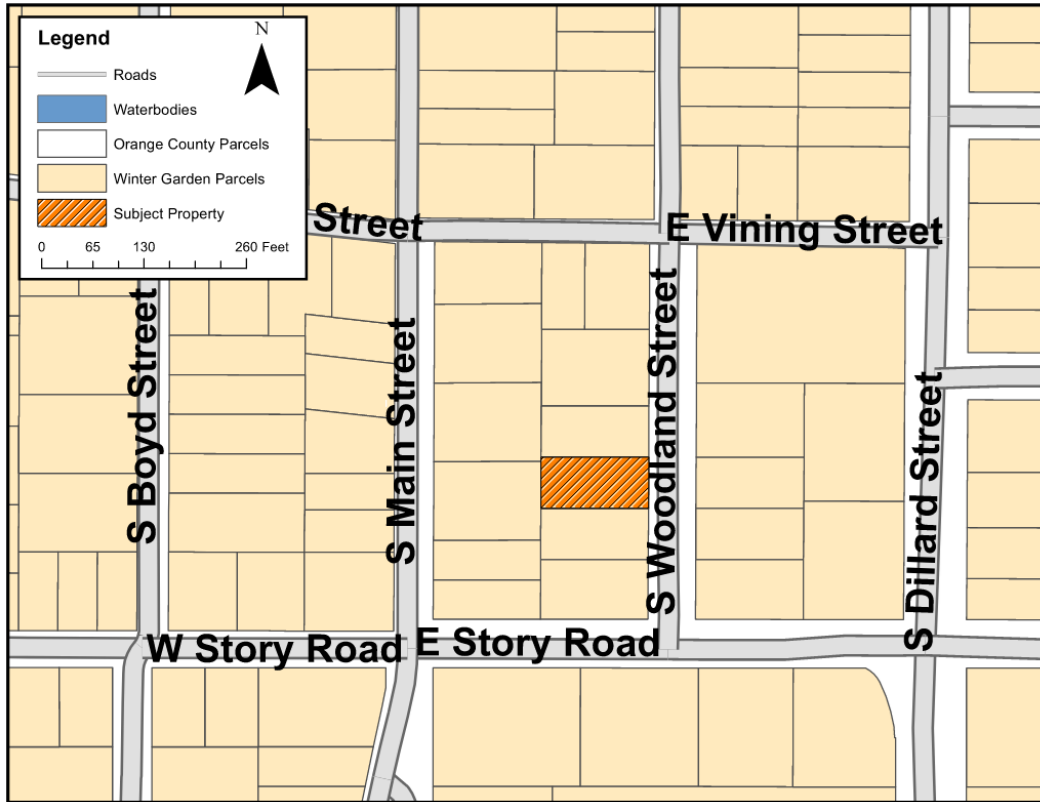 Legend
N
Roads
Waterbodies
Orange County Parcels
Winter Garden Parcels
Subject Property
0 65 130 260 Feet
Street
E Vining Street
S Boyd Street
S Main Street
S Woodland Street
S Dillard Street
W Story Road
E Story Road